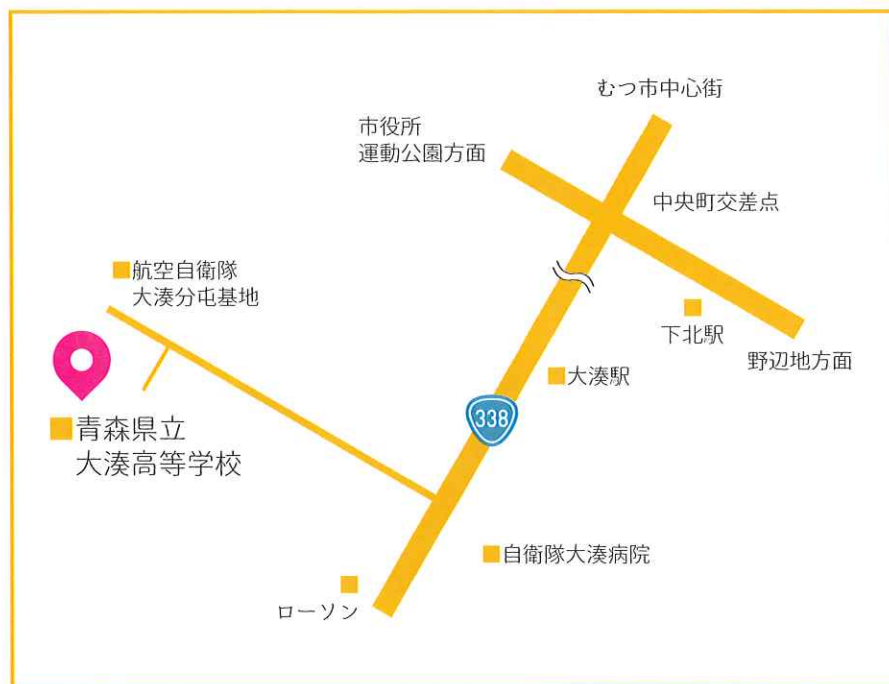 むつ市中心街
市役所
運動公園方面
中央町交差点
航空自衛隊
大湊分屯基地
下北駅
野辺地方面
大湊駅
338
青森県立
大湊高等学校
自衛隊大湊病院
ローソン